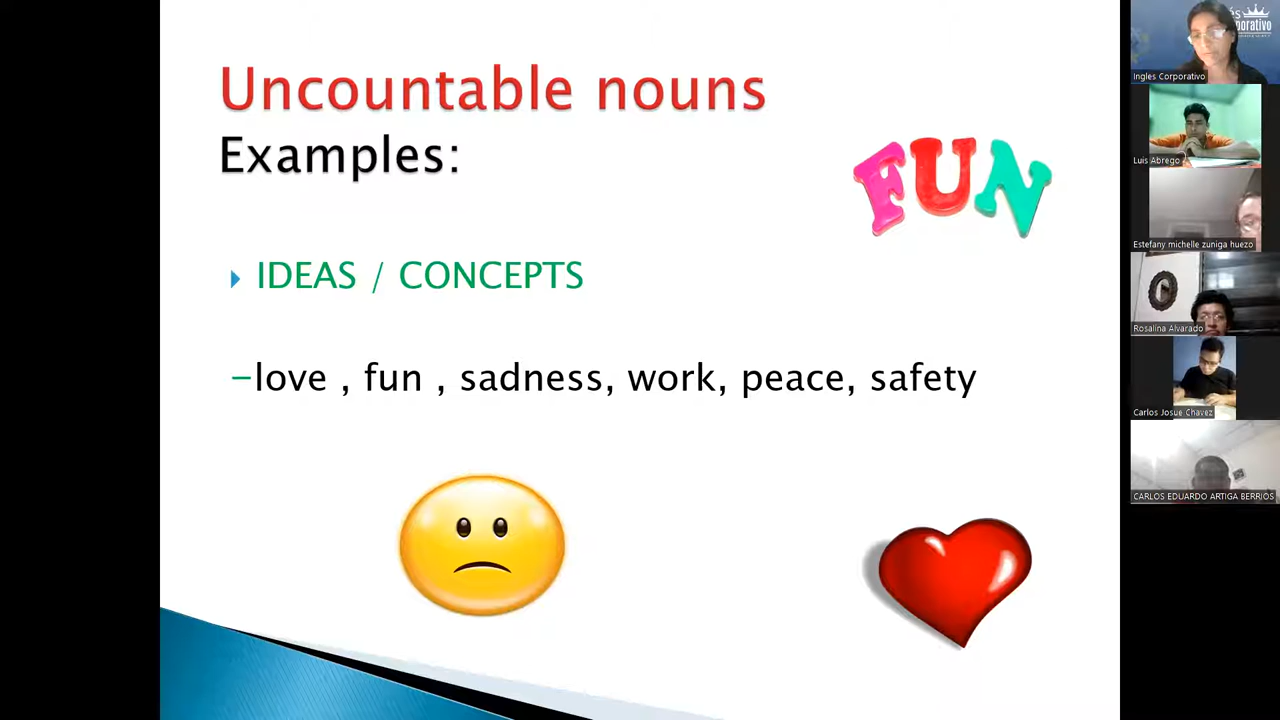 Uncountable nouns
Examples:
FUN
IDEAS / CONCEPTS
–love , fun , sadness, work, peace, safety
Ingles Corporativo
Luis Abrego
Estefany michelle zuniga huezo
Rosalina Alvarado
Carlos Josue Chavez
CARLOS EDUARDO ARTIGA BERRIOS